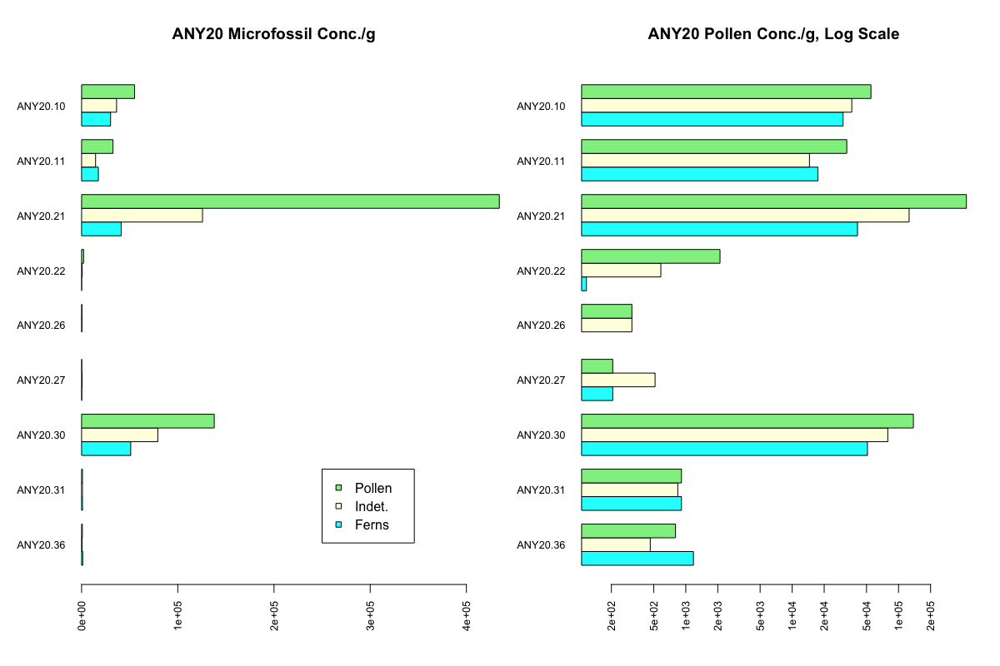 ANY20 Microfossil Conc./g
ANY20.10
ANY20.11
ANY20.21
ANY20.22
ANY20.26
ANY20.27
ANY20.30
ANY20.31
ANY20.36
Pollen
Indet.
Ferns
0e+00
1e+05
2e+05
3e+05
4e+05
ANY20 Pollen Conc./g, Log Scale
ANY20.10
ANY20.11
ANY20.21
ANY20.22
ANY20.26
ANY20.27
ANY20.30
ANY20.31
ANY20.36
2e+02
5e+02
1e+03
2e+03
5e+03
1e+04
2e+04
5e+04
1e+05
2e+05